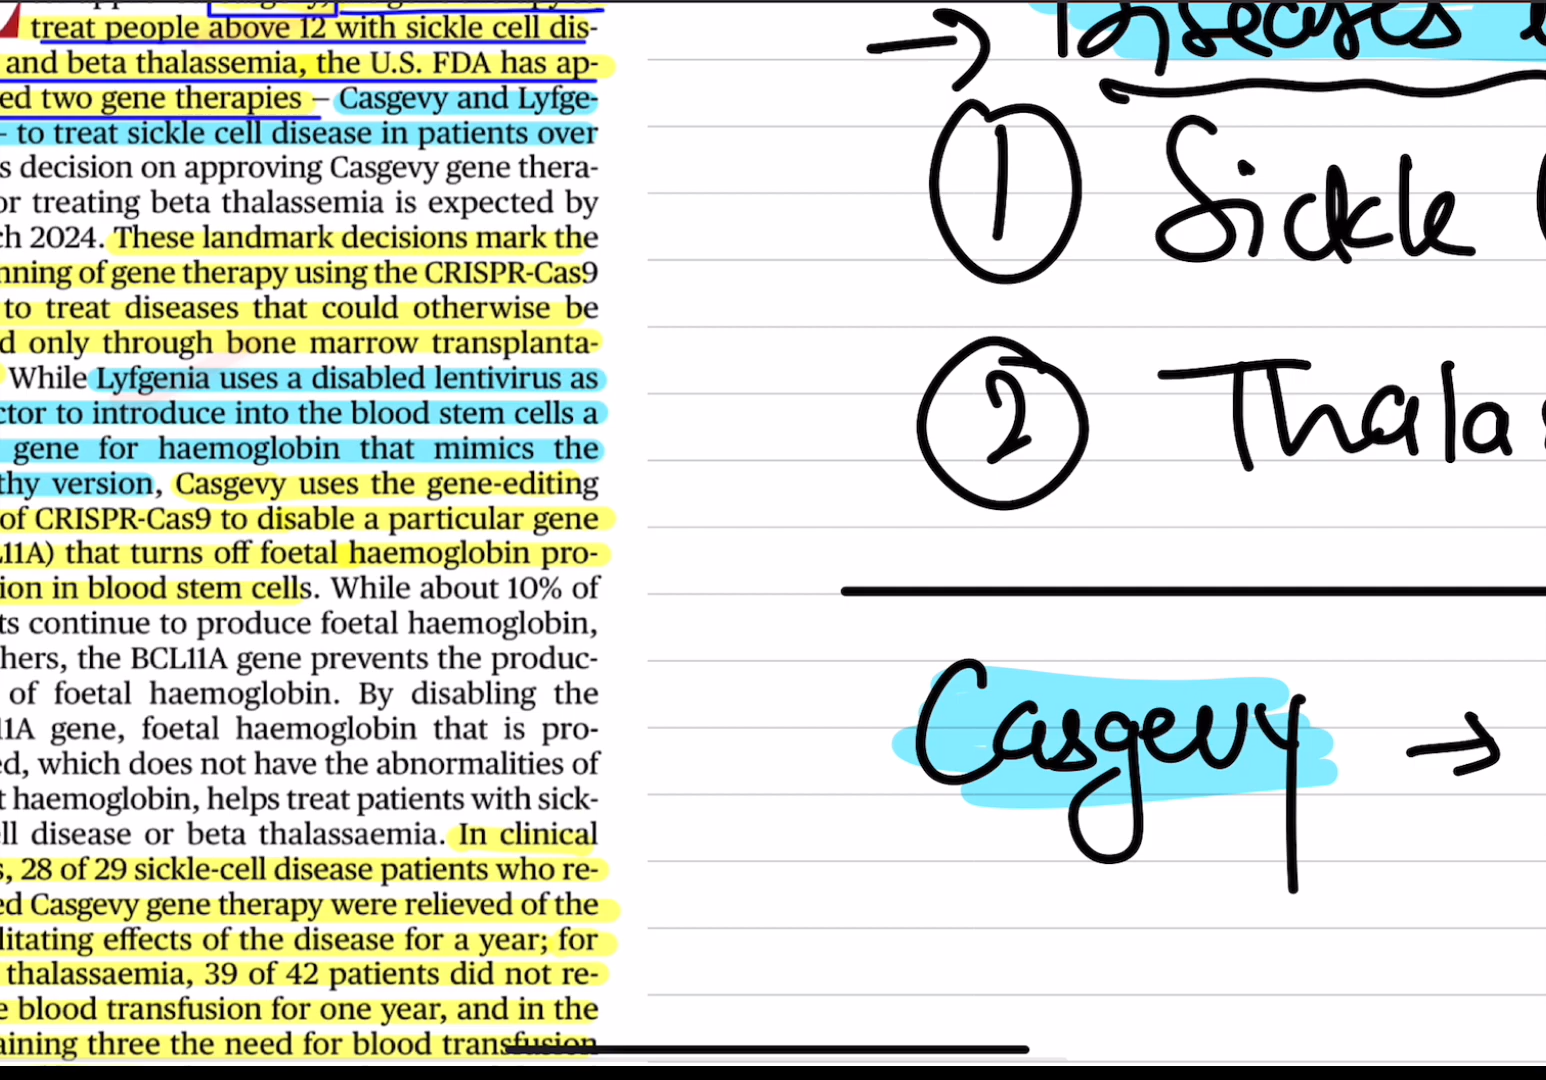 treat people above 12 with sickle cell dis-
and beta thalassemia, the U.S. FDA has ap-
ed two gene therapies – Casgevy and Lyfge-
– to treat sickle cell disease in patients over
s decision on approving Casgevy gene thera-
or treating beta thalassemia is expected by
ch 2024. These landmark decisions mark the
nning of gene therapy using the CRISPR-Cas9
to treat diseases that could otherwise be
d only through bone marrow transplanta-
While Lyfgenia uses a disabled lentivirus as
ctor to introduce into the blood stem cells a
gene for haemoglobin that mimics the
thy version, Casgevy uses the gene-editing
of CRISPR-Cas9 to disable a particular gene
L11A) that turns off foetal haemoglobin pro-
ion in blood stem cells. While about 10% of
ts continue to produce foetal haemoglobin,
hers, the BCL11A gene prevents the produc-
of foetal haemoglobin. By disabling the
11A gene, foetal haemoglobin that is pro-
ed, which does not have the abnormalities of
t haemoglobin, helps treat patients with sick-
ll disease or beta thalassaemia. In clinical
s, 28 of 29 sickle-cell disease patients who re-
ed Casgevy gene therapy were relieved of the
litating effects of the disease for a year; for
thalassaemia, 39 of 42 patients did not re-
e blood transfusion for one year, and in the
aining three the need for blood transfusion
→ Diseases
1 Sickle
2 Thalas
Casgevy →